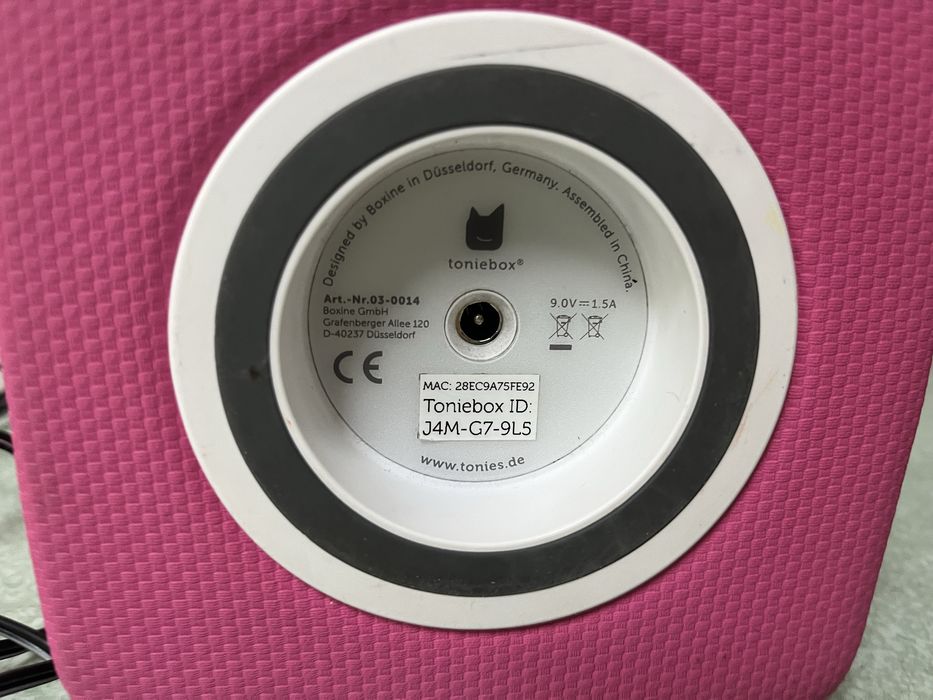 Designed by Boxine in Düsseldorf, Germany. Assembled in China.
toniebox®
Art.-Nr.03-0014
Boxine GmbH
Grafenberger Allee 120
D-40237 Düsseldorf
CE
9.0V⎓1.5A
MAC: 28EC9A75FE92
Toniebox ID:
J4M-G7-9L5
www.tonies.de